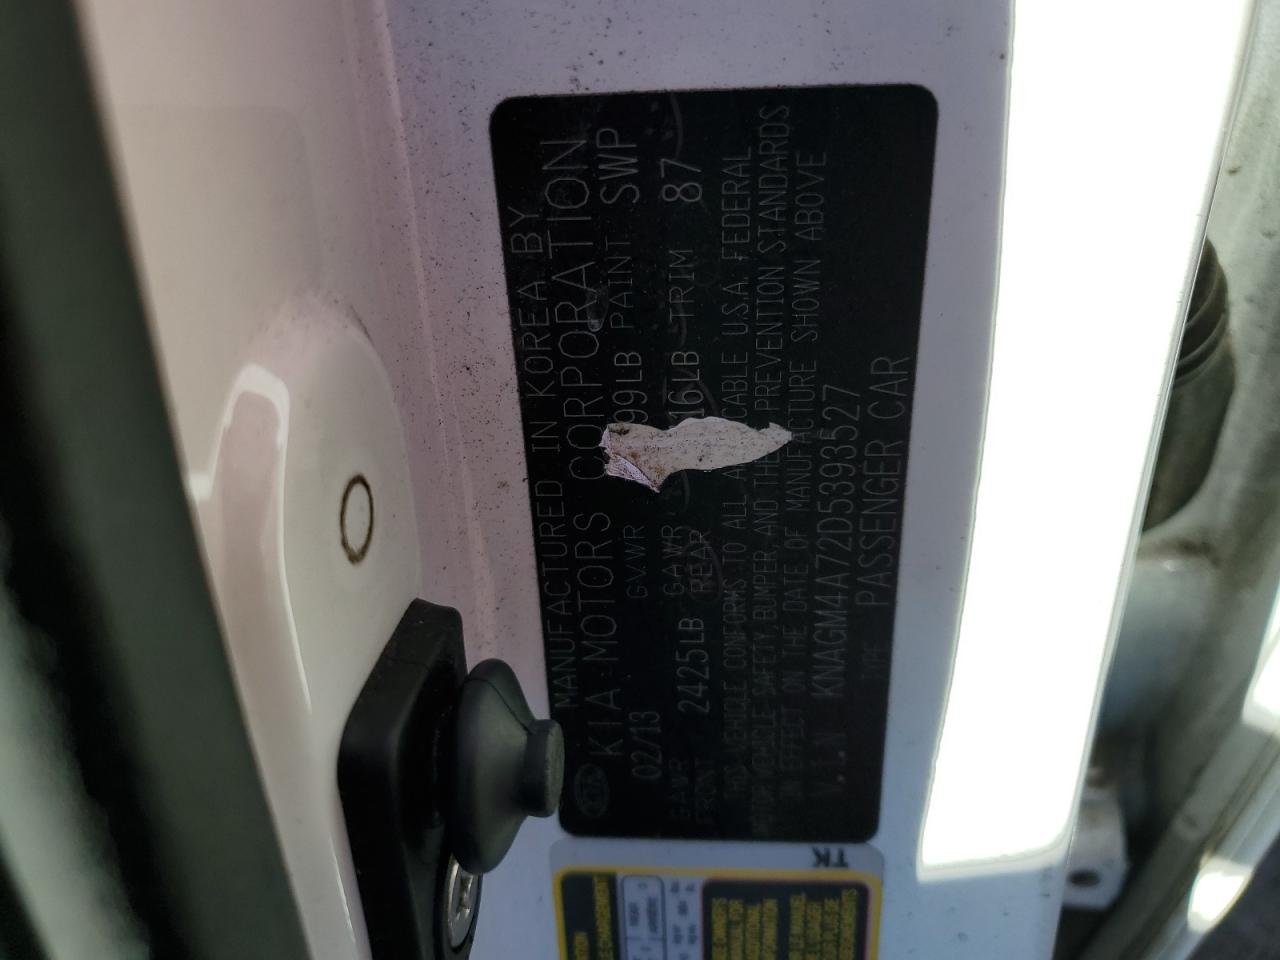 MANUFACTURED IN KOREA BY
KIA MOTORS CORPORATION
02/13 GVWR 99LB PAINT SWP
GAWR FRONT 2425LB GAWR REAR 16LB TRIM 87
THIS VEHICLE CONFORMS TO ALL A CABLE U.S.A. FEDERAL
MOTOR VEHICLE SAFETY, BUMPER, AND THE PREVENTION STANDARDS
IN EFFECT ON THE DATE OF MANUFACTURE SHOWN ABOVE
V.I.N KNAGM4A72D5393527
TYPE PASSENGER CAR
TK